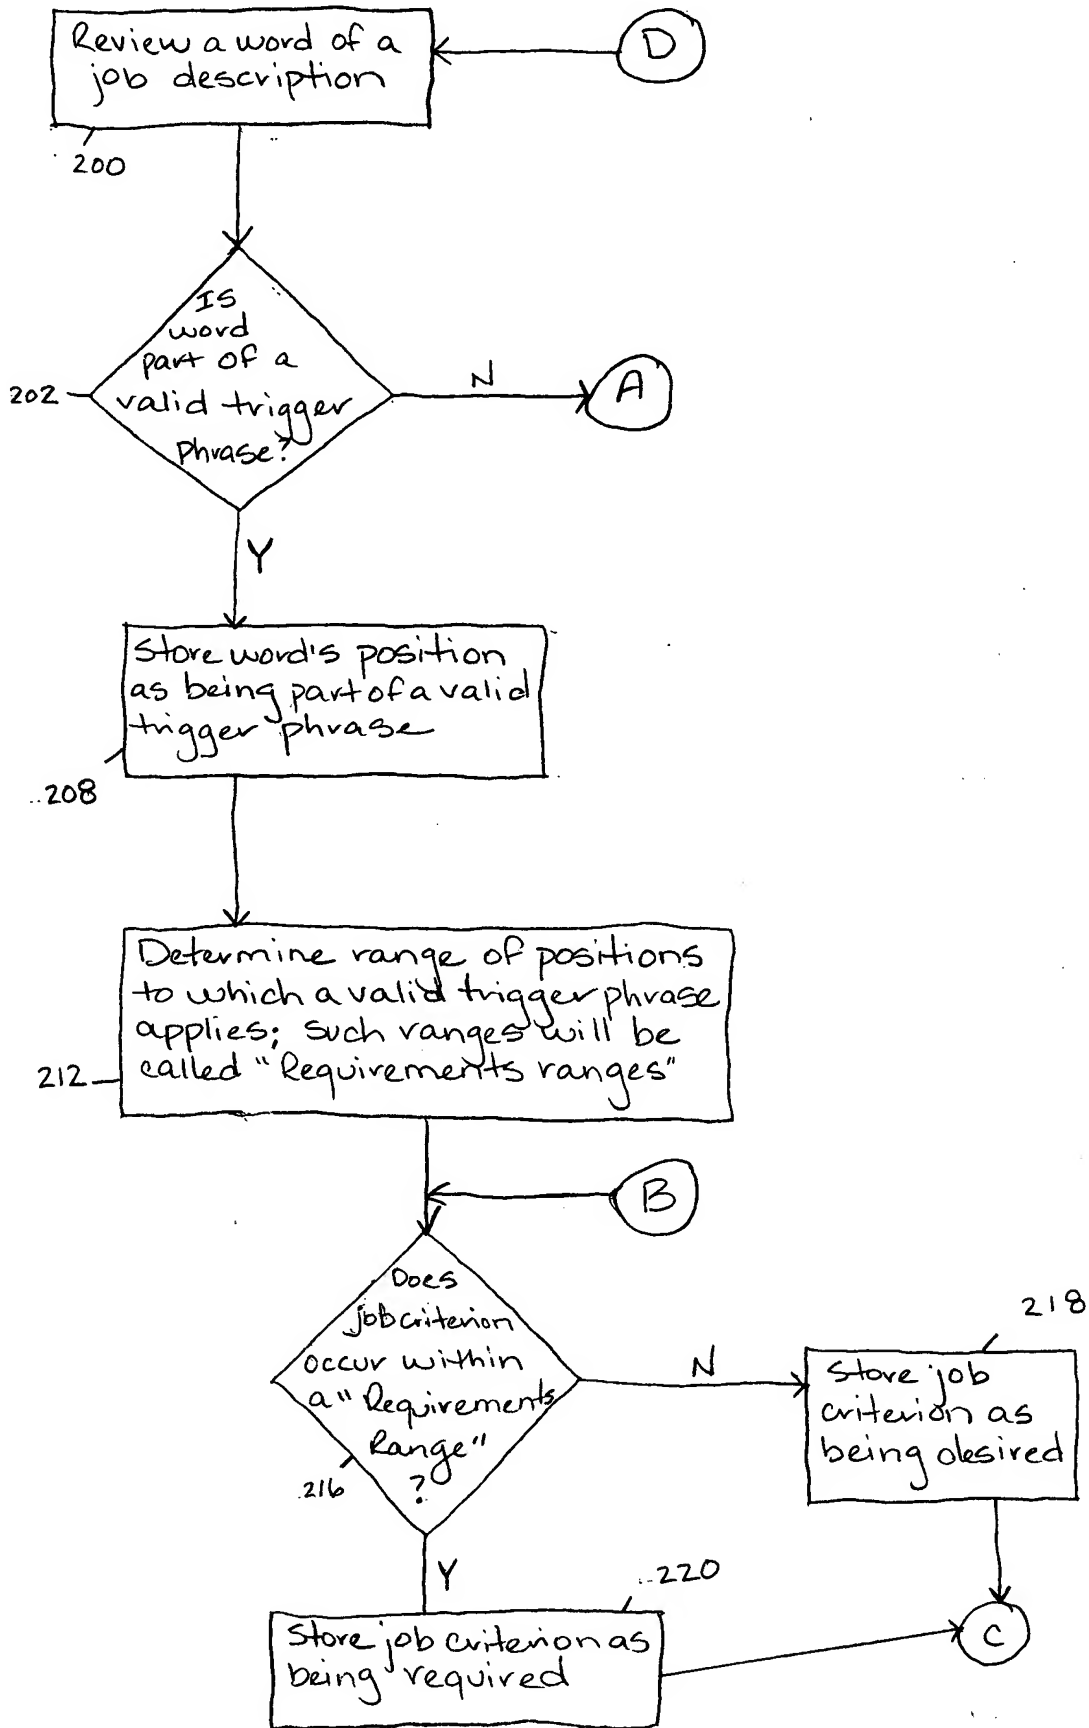 Review a word of a
job description
D
200
Is
word
part of a
valid trigger
phrase?
202
N
A
Y
Store word's position
as being part of a valid
trigger phrase
208
Determine range of positions
to which a valid trigger phrase
applies; such ranges will be
called "Requirements ranges"
212
B
Does
job criterion
occur within
a "Requirements
Range"
?
216
N
218
Store job
criterion as
being desired
Y
220
Store job criterion as
being required
C